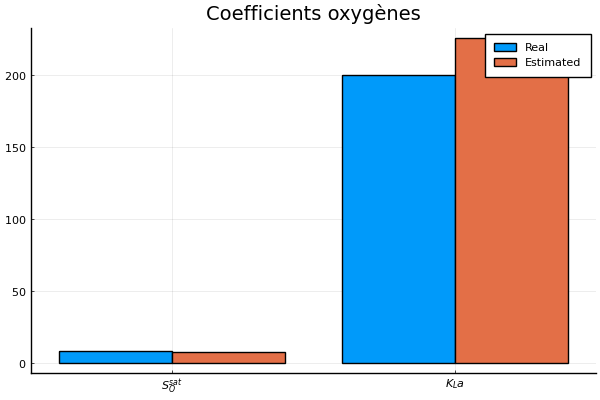 Coefficients oxygènes
Real
Estimated
200
150
100
50
0
S_O^sat
K_La